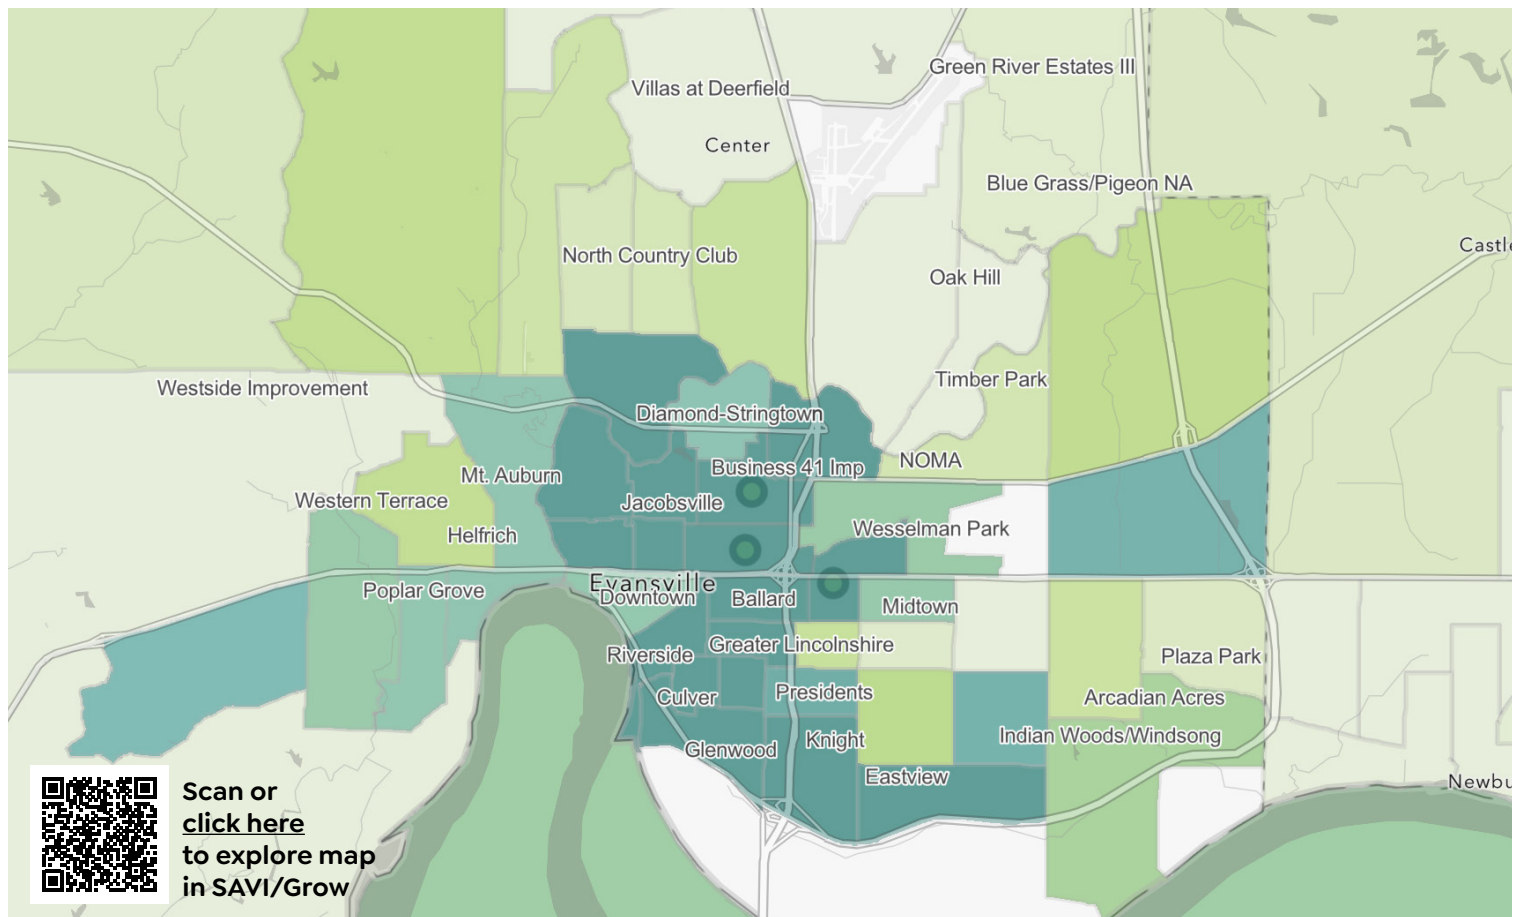 Green River Estates III
Villas at Deerfield
Center
Blue Grass/Pigeon NA
North Country Club
Castle
Oak Hill
Timber Park
Westside Improvement
Diamond-Stringtown
NOMA
Business 41 Imp
Mt. Auburn
Western Terrace
Jacobsville
Wesselman Park
Helfrich
Evansville
Poplar Grove
Downtown
Ballard
Midtown
Greater Lincolnshire
Riverside
Plaza Park
Culver
Presidents
Arcadian Acres
Indian Woods/Windsong
Glenwood
Knight
Eastview
Newbu
Scan or
click here
to explore map
in SAVI/Grow